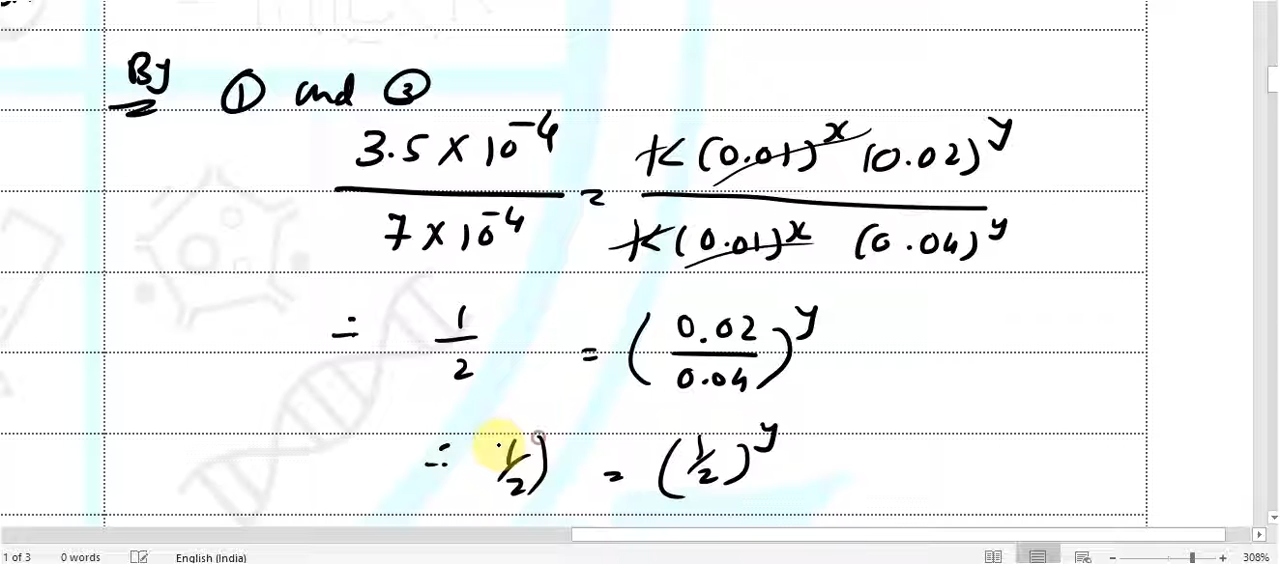 By ① and ③
3.5 × 10⁻⁴ / 7 × 10⁻⁴ = K (0.01)ˣ (0.02)ʸ / K (0.01)ˣ (0.04)ʸ
∴ 1/2 = (0.02/0.04)ʸ
∴ 1/2) = (1/2)ʸ
1 of 3 0 words English (India) 308%